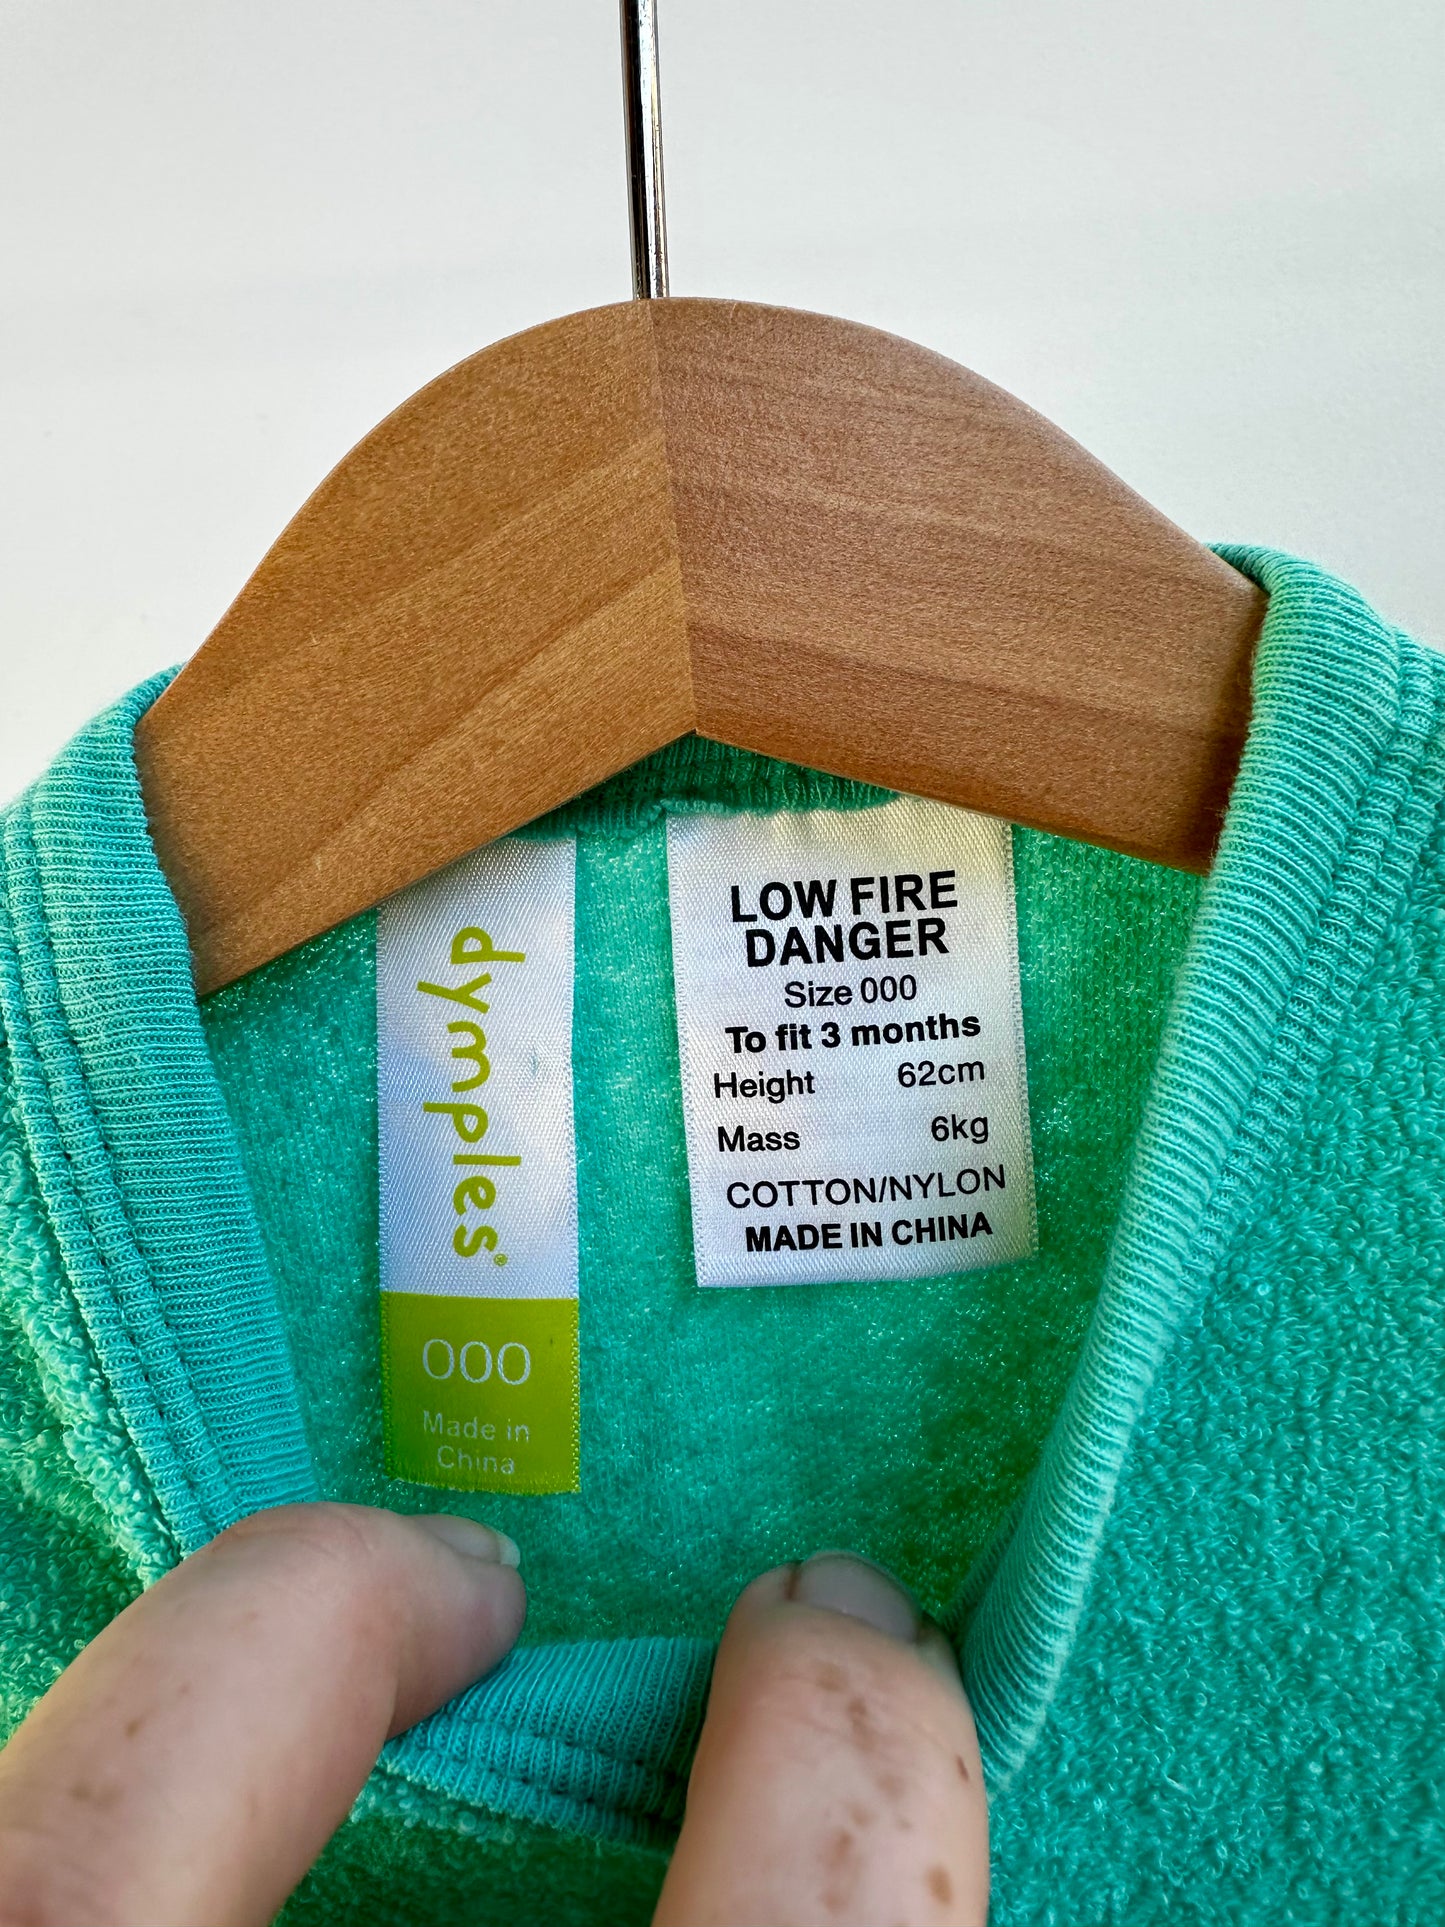 dymples®
000
Made in
China
LOW FIRE
DANGER
Size 000
To fit 3 months
Height 62cm
Mass 6kg
COTTON/NYLON
MADE IN CHINA